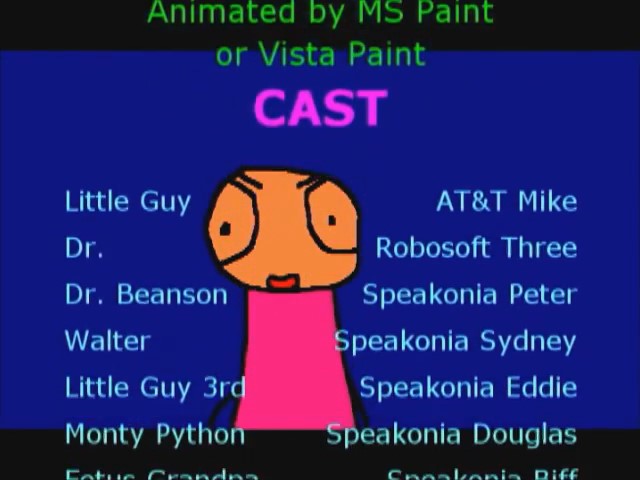 Animated by MS Paint
or Vista Paint
CAST
Little Guy AT&T Mike
Dr. Robosoft Three
Dr. Beanson Speakonia Peter
Walter Speakonia Sydney
Little Guy 3rd Speakonia Eddie
Monty Python Speakonia Douglas
Fetus Grandpa Speakonia Biff